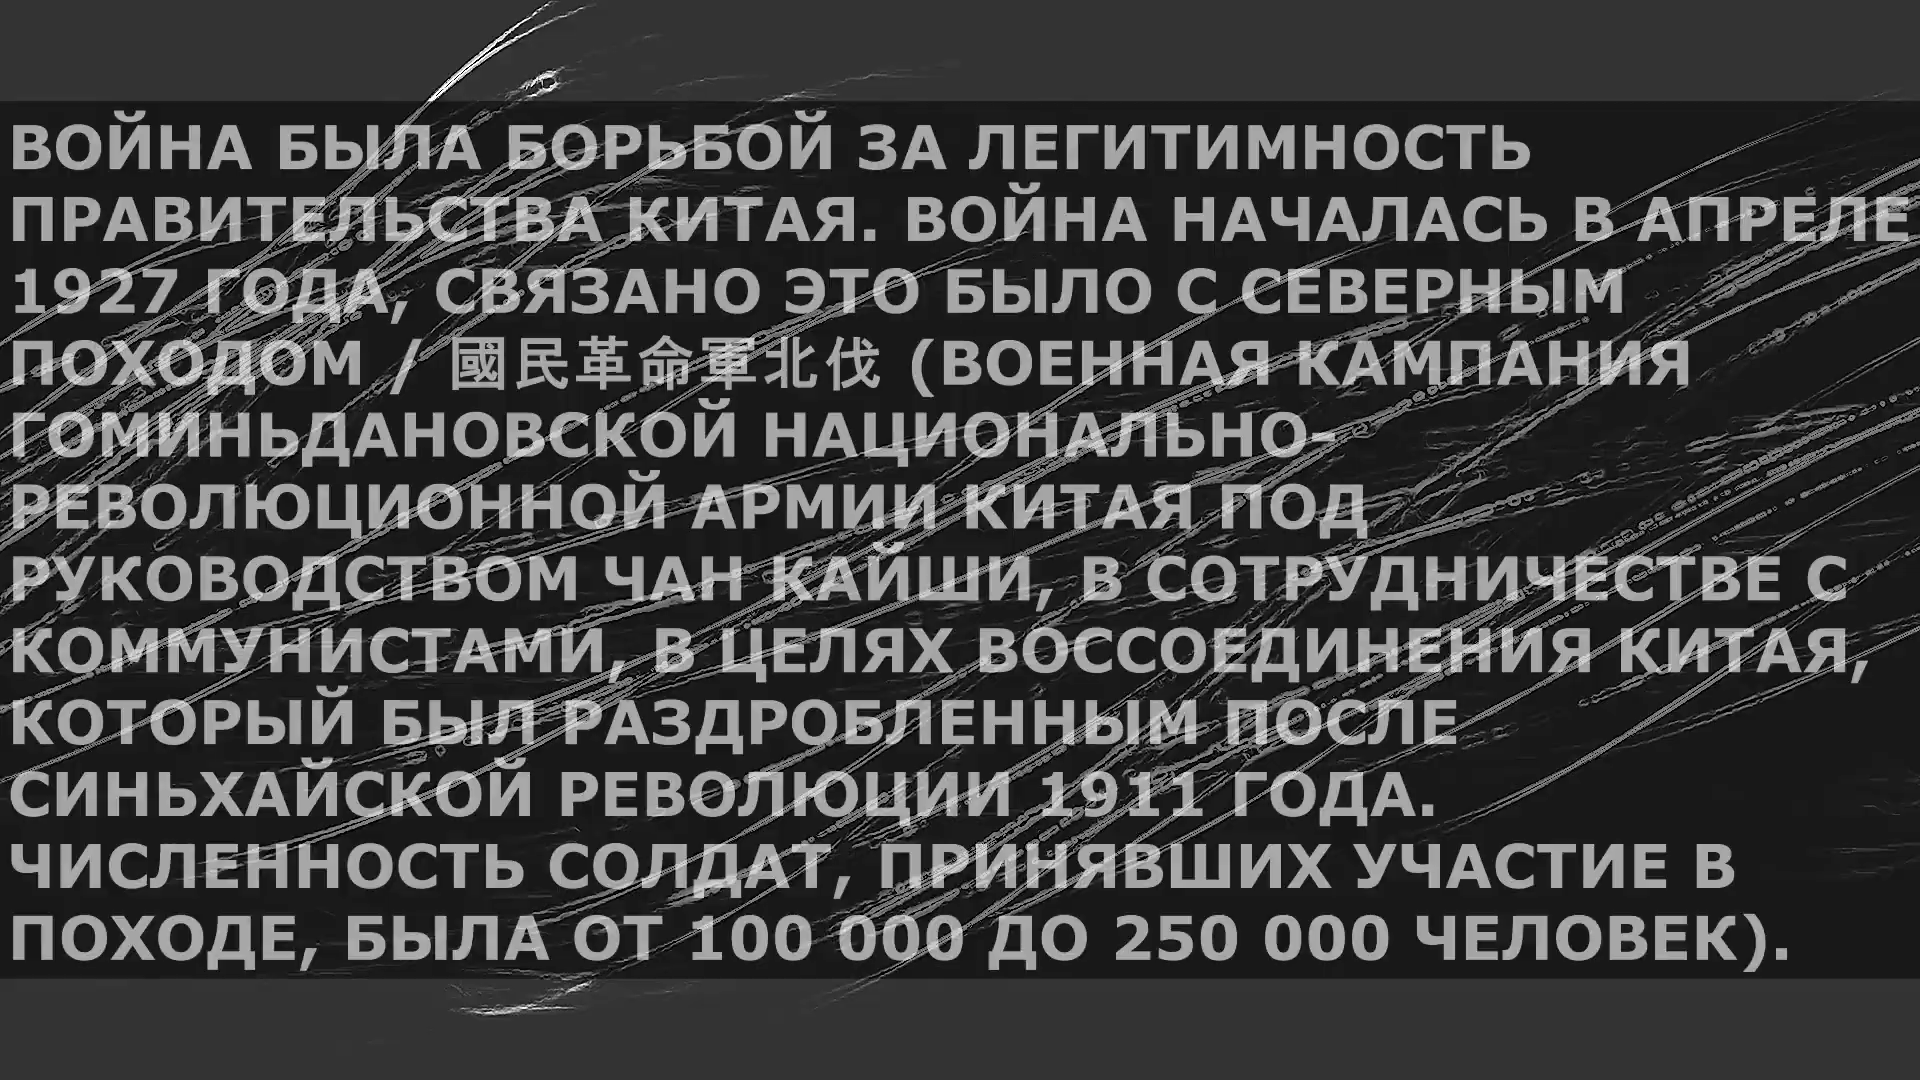 ВОЙНА БЫЛА БОРЬБОЙ ЗА ЛЕГИТИМНОСТЬ
ПРАВИТЕЛЬСТВА КИТАЯ. ВОЙНА НАЧАЛАСЬ В АПРЕЛЕ
1927 ГОДА, СВЯЗАНО ЭТО БЫЛО С СЕВЕРНЫМ
ПОХОДОМ / 國民革命軍北伐 (ВОЕННАЯ КАМПАНИЯ
ГОМИНЬДАНОВСКОЙ НАЦИОНАЛЬНО-
РЕВОЛЮЦИОННОЙ АРМИИ КИТАЯ ПОД
РУКОВОДСТВОМ ЧАН КАЙШИ, В СОТРУДНИЧЕСТВЕ С
КОММУНИСТАМИ, В ЦЕЛЯХ ВОССОЕДИНЕНИЯ КИТАЯ,
КОТОРЫЙ БЫЛ РАЗДРОБЛЕННЫМ ПОСЛЕ
СИНЬХАЙСКОЙ РЕВОЛЮЦИИ 1911 ГОДА.
ЧИСЛЕННОСТЬ СОЛДАТ, ПРИНЯВШИХ УЧАСТИЕ В
ПОХОДЕ, БЫЛА ОТ 100 000 ДО 250 000 ЧЕЛОВЕК).